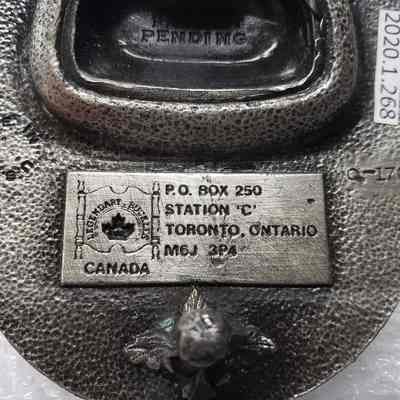 PENDING
2020.1.268
P.O. BOX 250
STATION 'C'
TORONTO, ONTARIO
M6J 3P4
CANADA